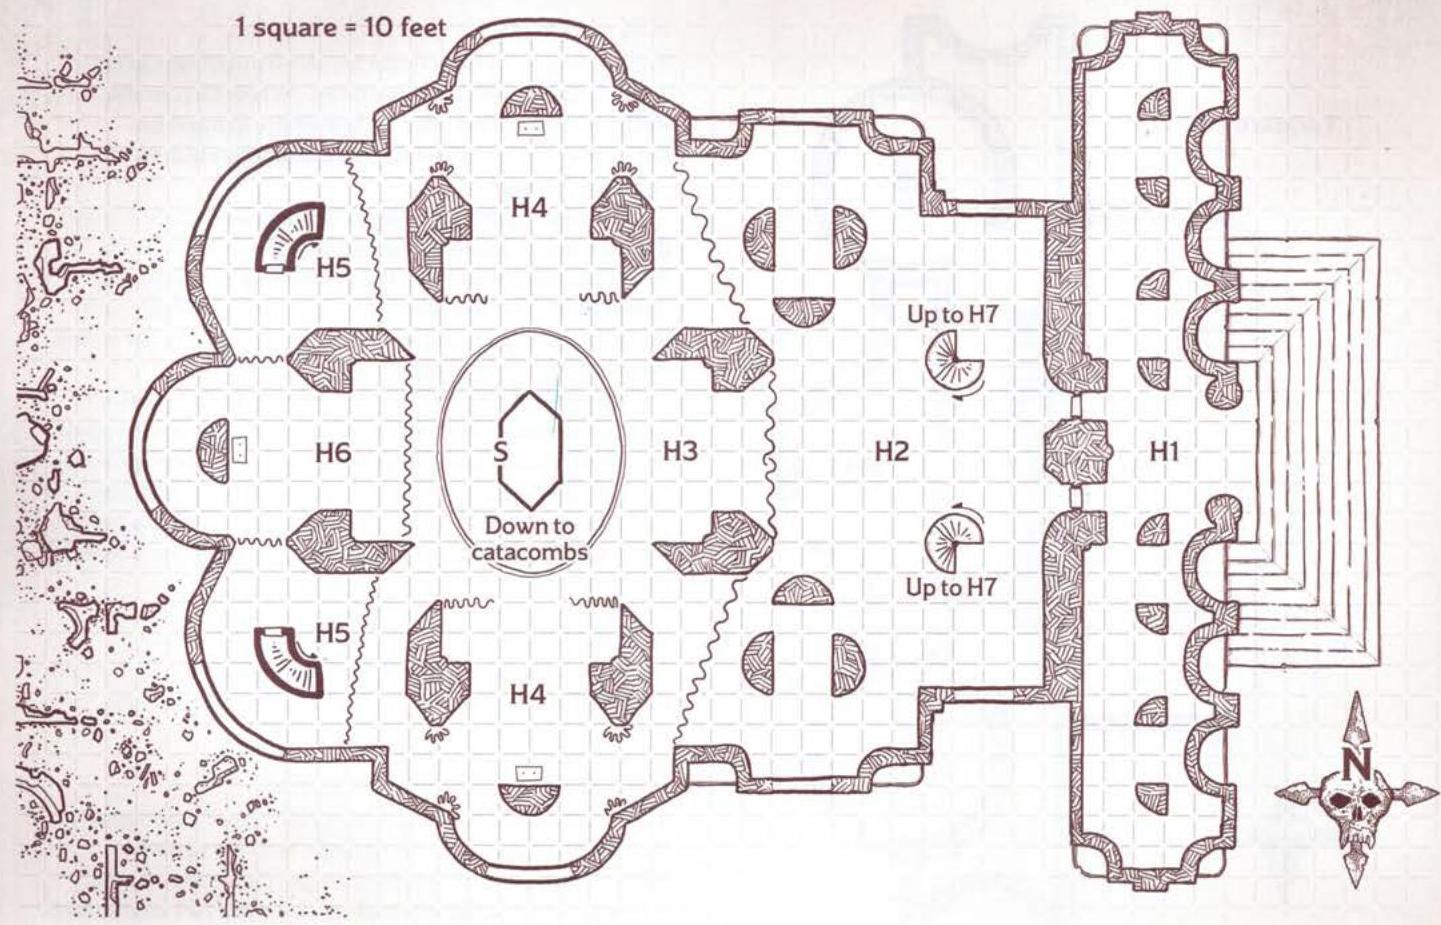 1 square = 10 feet
H4
H5
Up to H7
H6
S
H3
H2
H1
Down to
catacombs
Up to H7
H5
H4
N